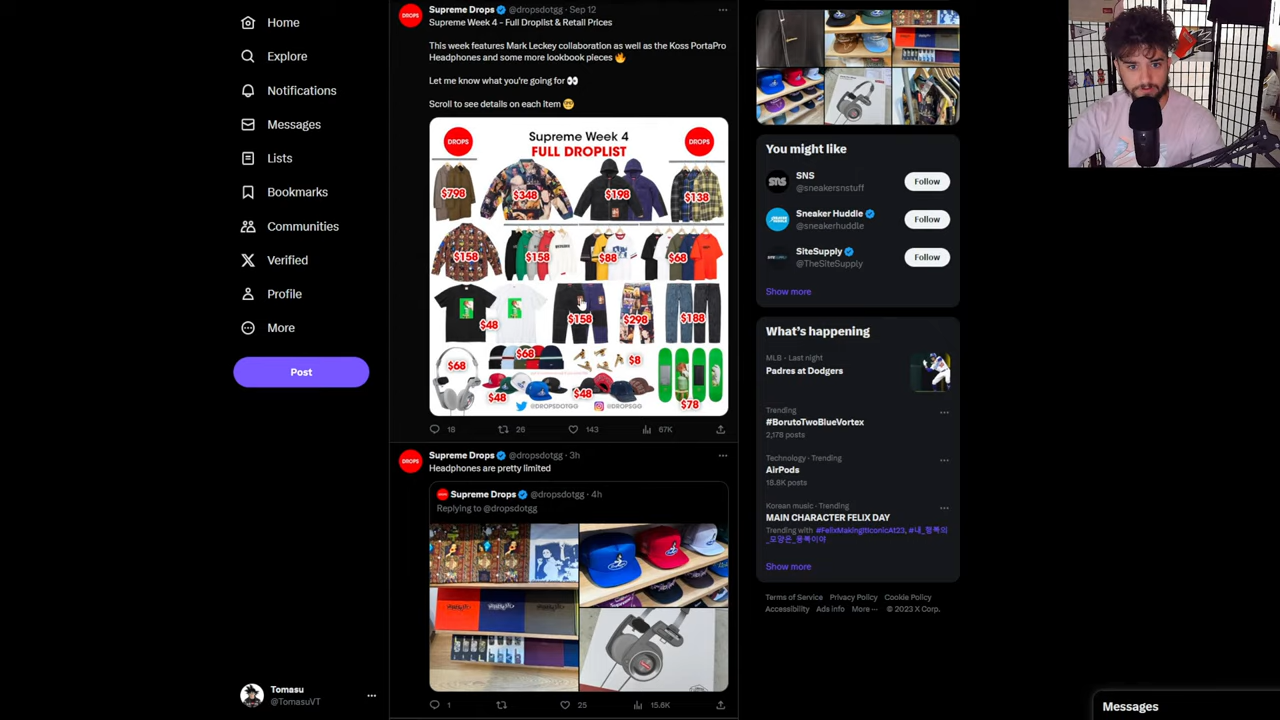 Home
Explore
Notifications
Messages
Lists
Bookmarks
Communities
Verified
Profile
More
Post
Tomasu
@TomasuVT
DROPS
Supreme Drops @dropsdotgg · Sep 12
Supreme Week 4 - Full Droplist & Retail Prices
This week features Mark Leckey collaboration as well as the Koss PortaPro
Headphones and some more lookbook pieces 🔥
Let me know what you're going for 👀
Scroll to see details on each item 🤓
DROPS
Supreme Week 4
FULL DROPLIST
DROPS
$798
$348
$198
$138
$158
$158
$88
$68
$48
$158
$298
$188
$68
$68
$8
$48
$48
$78
@DROPSDOTGG
@DROPSGG
18
26
143
67K
DROPS
Supreme Drops @dropsdotgg · 3h
Headphones are pretty limited
Supreme Drops @dropsdotgg · 4h
Replying to @dropsdotgg
1
25
15.6K
You might like
SNS
@sneakersnstuff
Follow
Sneaker Huddle
@sneakerhuddle
Follow
SiteSupply
@TheSiteSupply
Follow
Show more
What's happening
MLB · Last night
Padres at Dodgers
Trending
#BorutoTwoBlueVortex
2,178 posts
Technology · Trending
AirPods
18.8K posts
Korean music · Trending
MAIN CHARACTER FELIX DAY
Trending with #FelixMakingItIconicAt23, #내_행복의
_모양은_용복이야
Show more
Terms of Service Privacy Policy Cookie Policy
Accessibility Ads info More ··· © 2023 X Corp.
Messages